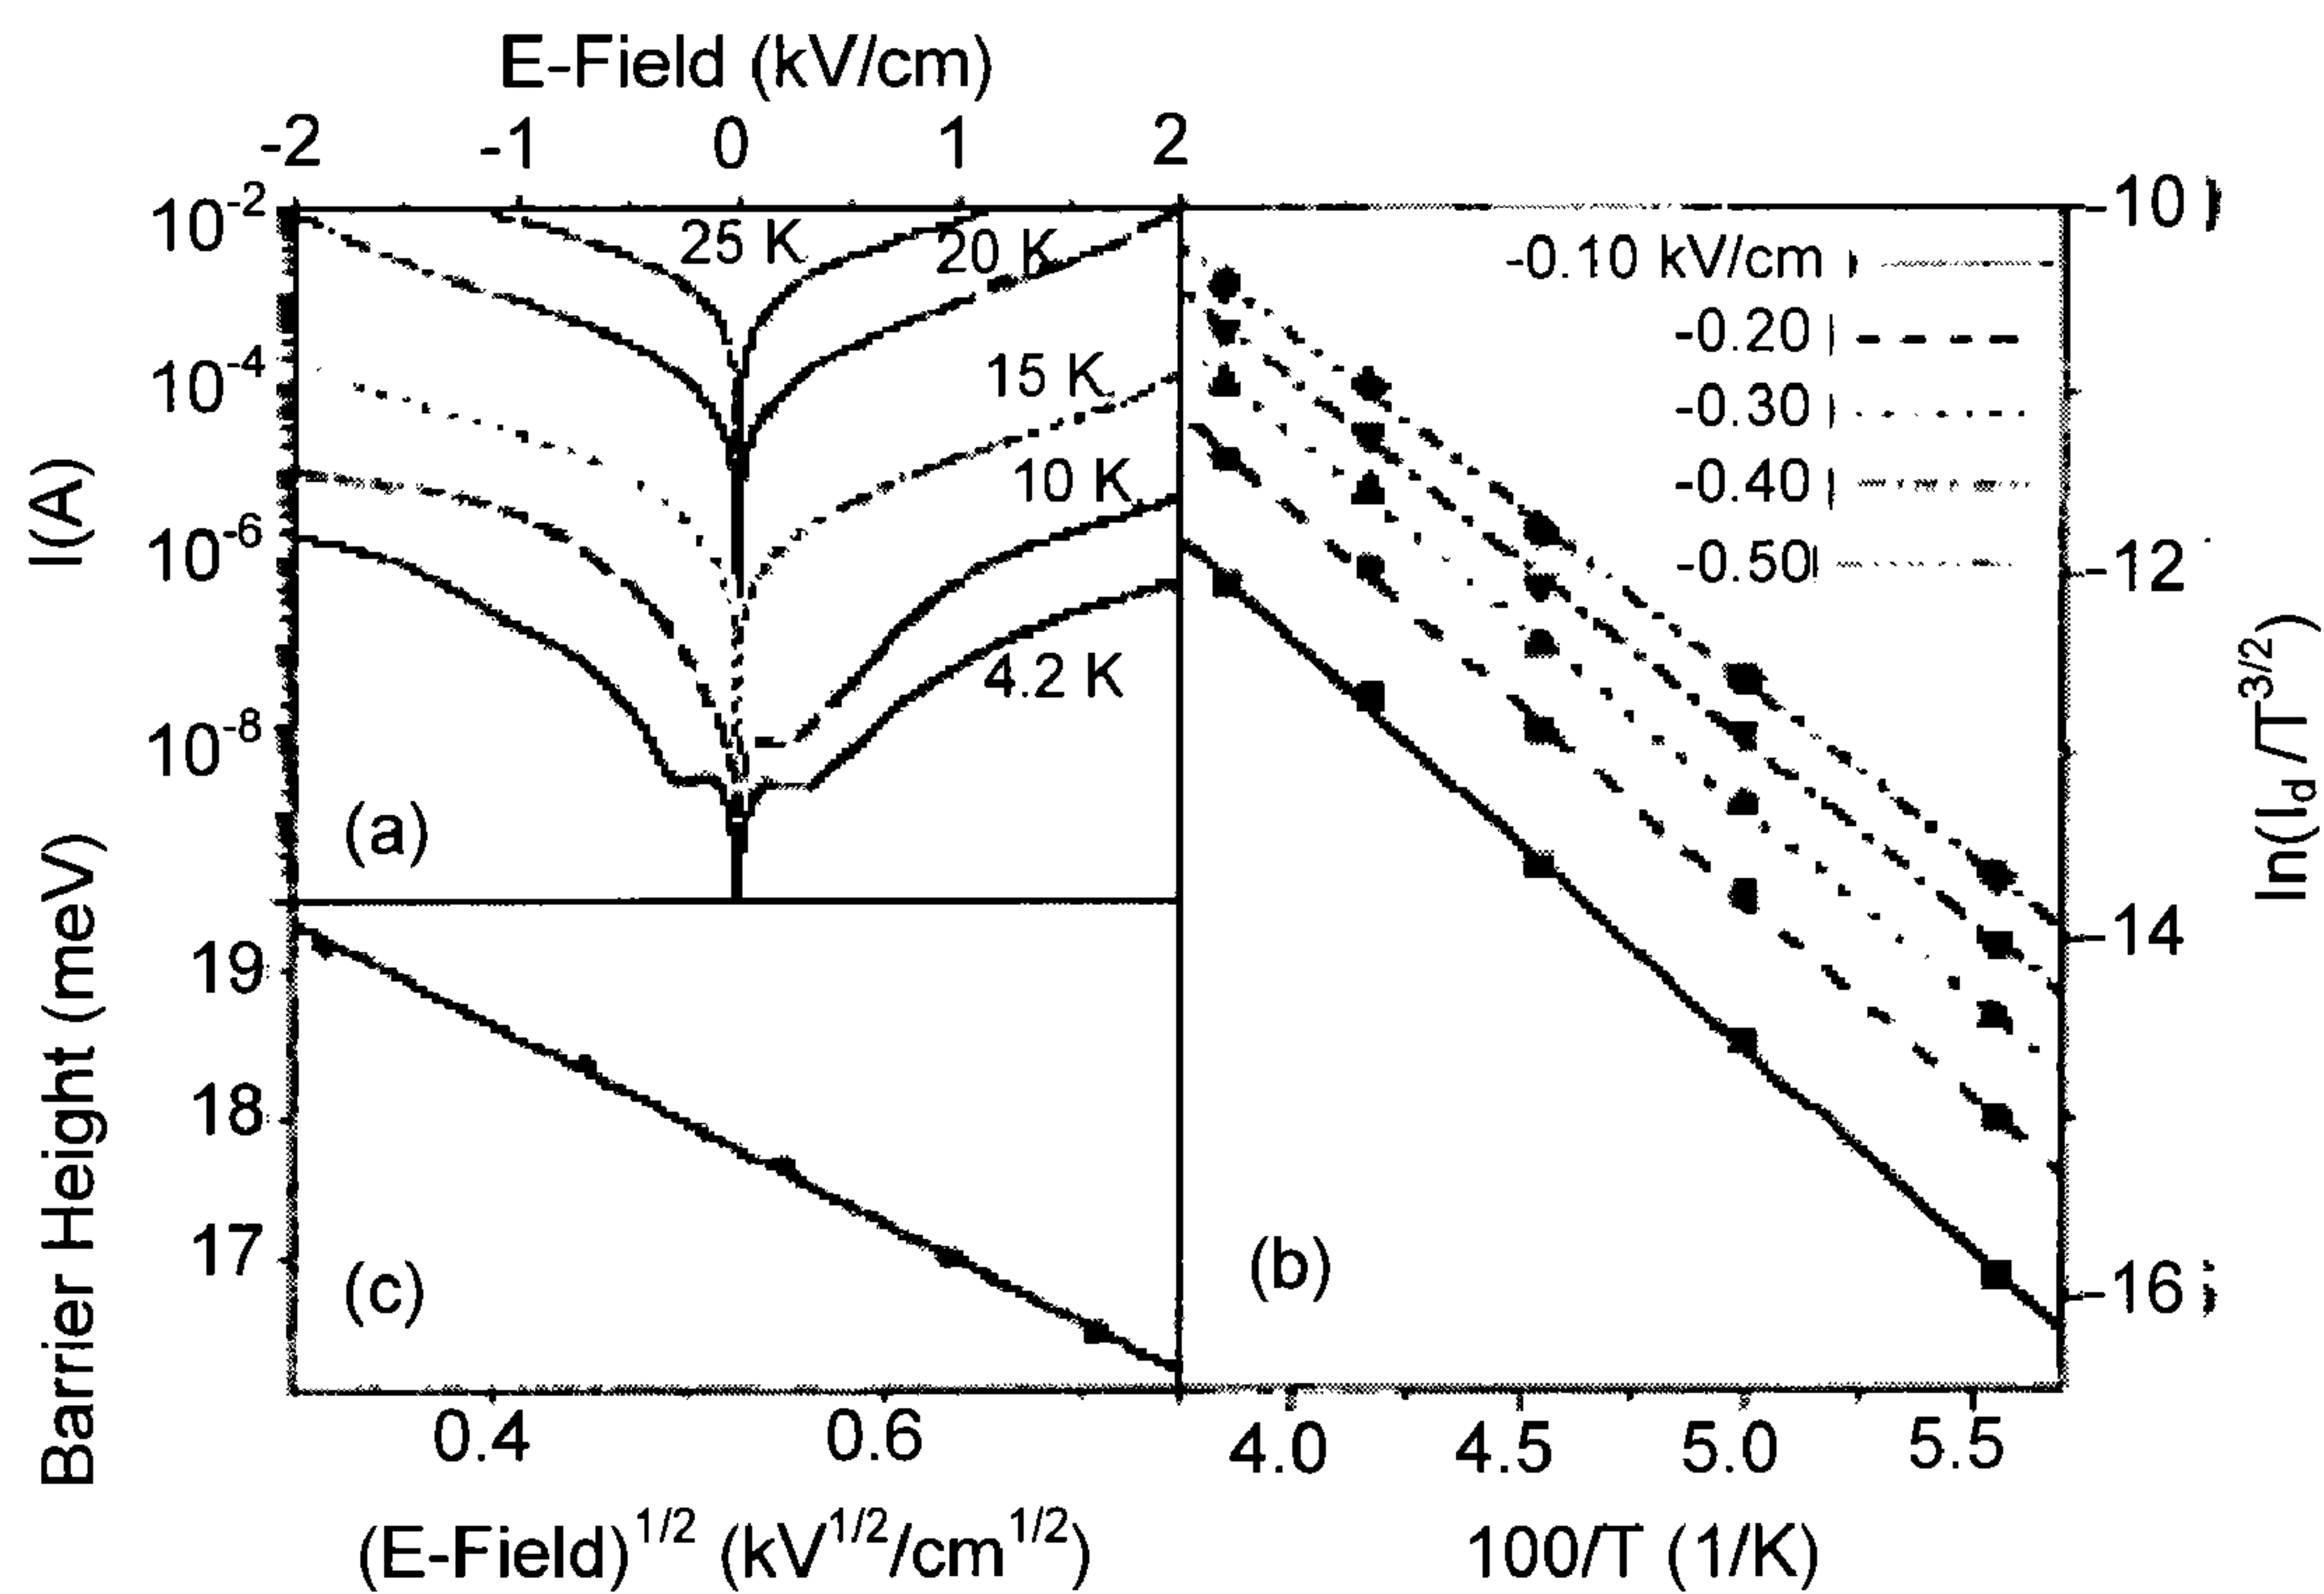 E-Field (kV/cm)
-2 -1 0 1 2
10^-2
10^-4
10^-6
10^-8
I(A)
25 K
20 K
15 K
10 K
4.2 K
(a)
-0.10 kV/cm
-0.20
-0.30
-0.40
-0.50
-10
-12
-14
-16
ln(I_d/T^3/2)
(b)
4.0 4.5 5.0 5.5
100/T (1/K)
Barrier Height (meV)
19
18
17
(c)
0.4 0.6
(E-Field)^1/2 (kV^1/2/cm^1/2)